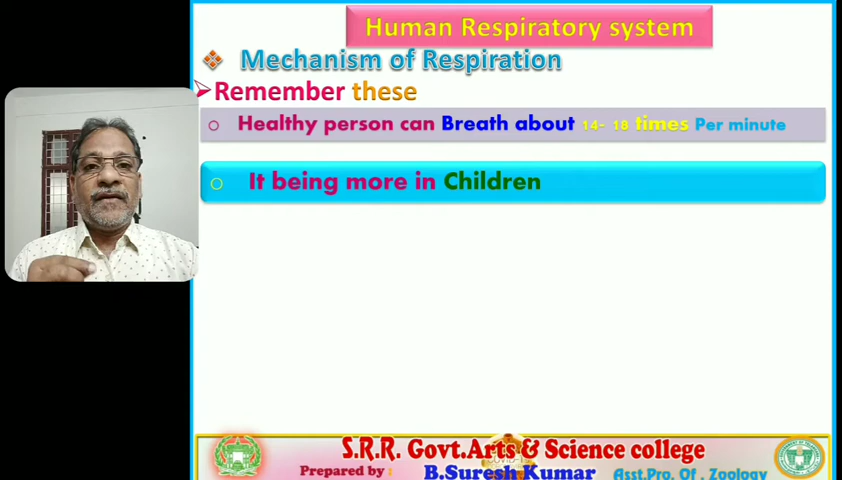 Human Respiratory system
Mechanism of Respiration
Remember these
Healthy person can Breath about 14- 18 times Per minute
It being more in Children
S.R.R. Govt.Arts & Science college
Prepared by : B.Suresh Kumar Asst.Pro. Of . Zoology